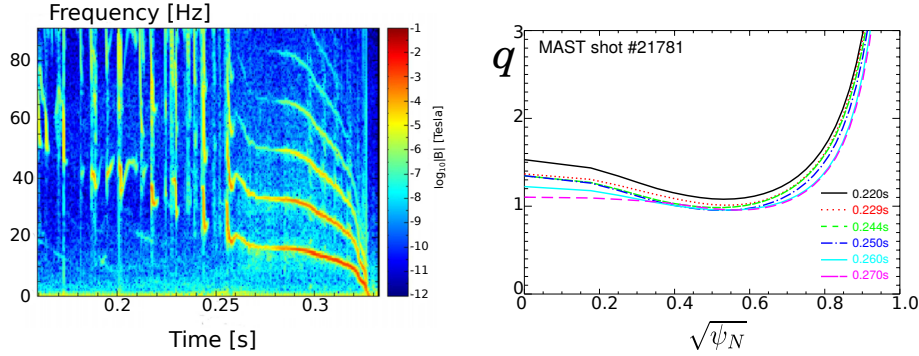 Frequency [Hz]
80
60
40
20
0
0.2
0.25
0.3
Time [s]
-1
-2
-3
-4
-5
-6
-7
-8
-9
-10
-11
-12
log₁₀|B| [Tesla]
MAST shot #21781
q
3
2
1
0
0
0.2
0.4
0.6
0.8
1.0
√ψ_N
0.220s
0.229s
0.244s
0.250s
0.260s
0.270s